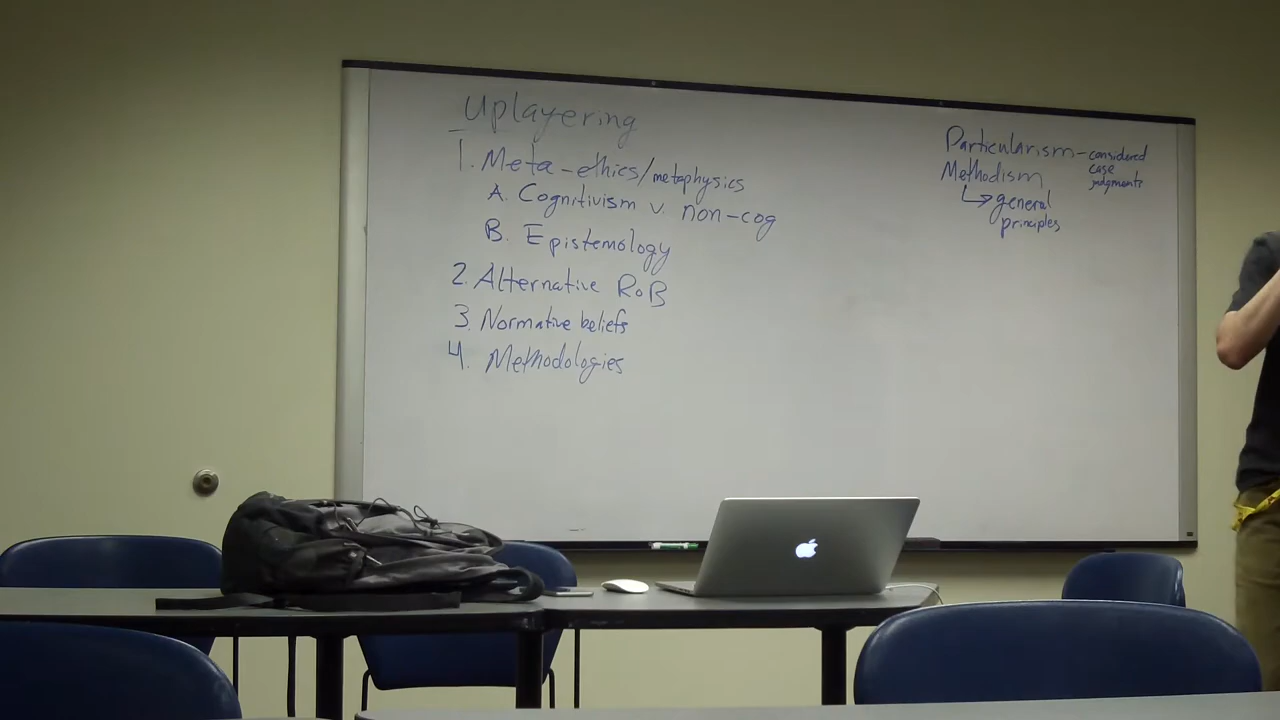 Uplayering
1. Meta-ethics/metaphysics
A. Cognitivism v. non-cog
B. Epistemology
2. Alternative RoB
3. Normative beliefs
4. Methodologies
Particularism - considered
case
judgments
Methodism
↳ general
principles